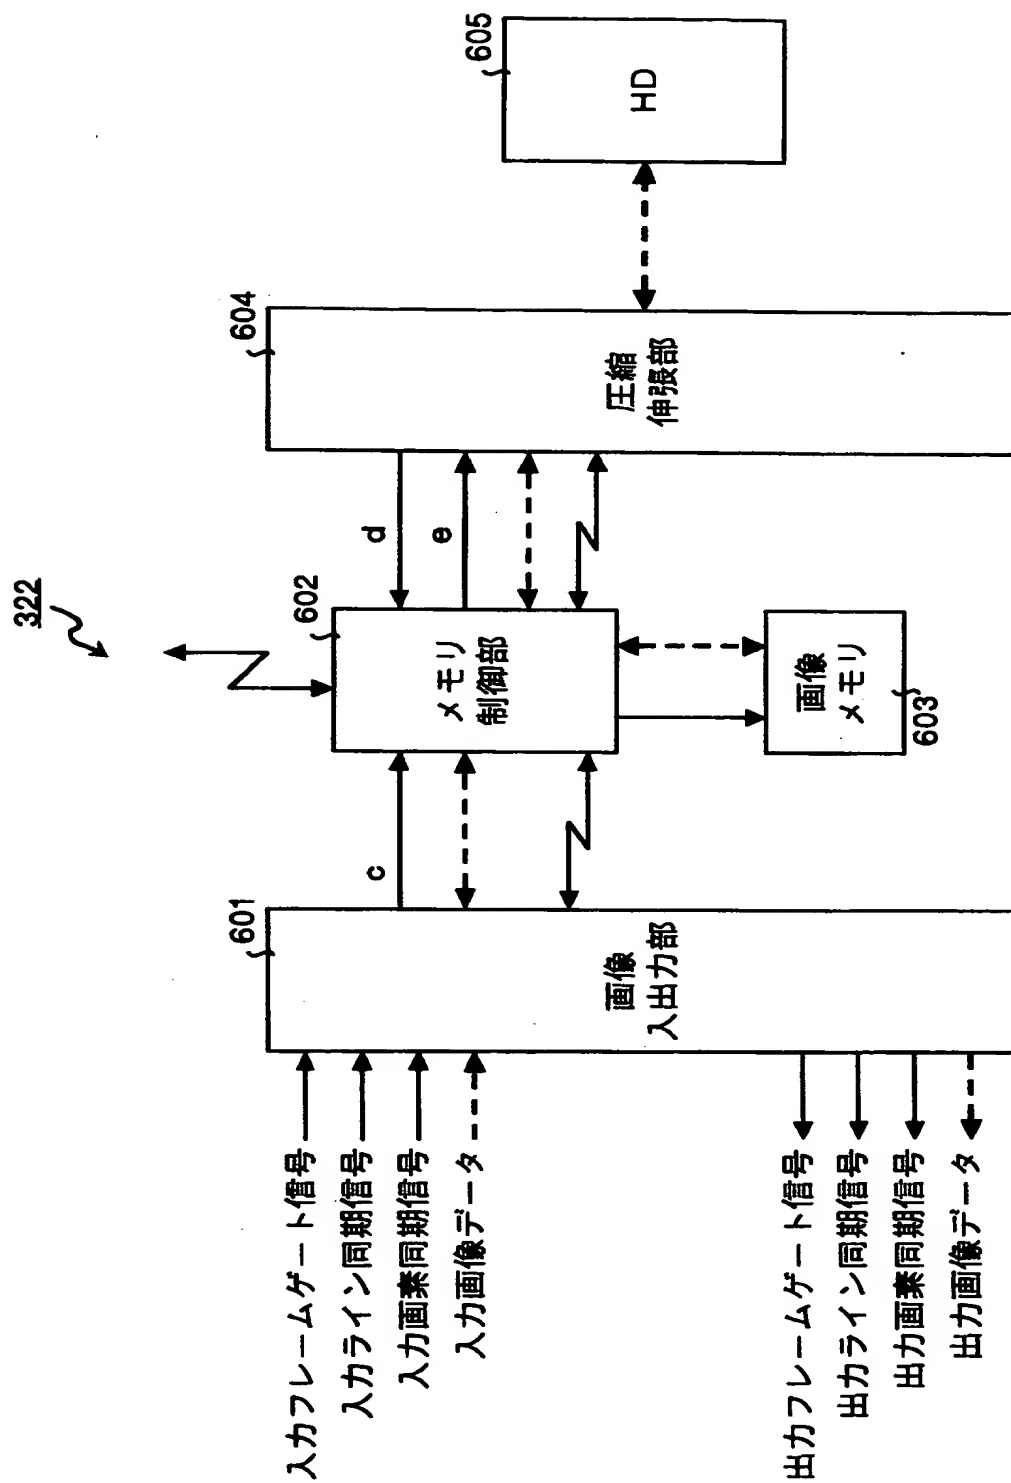 322
入力フレームゲート信号
入力ライン同期信号
入力画素同期信号
入力画像データ
出力フレームゲート信号
出力ライン同期信号
出力画素同期信号
出力画像データ
601
画像
入出力部
c
602
メモリ
制御部
画像
メモリ
603
d
e
604
圧縮
伸張部
605
HD